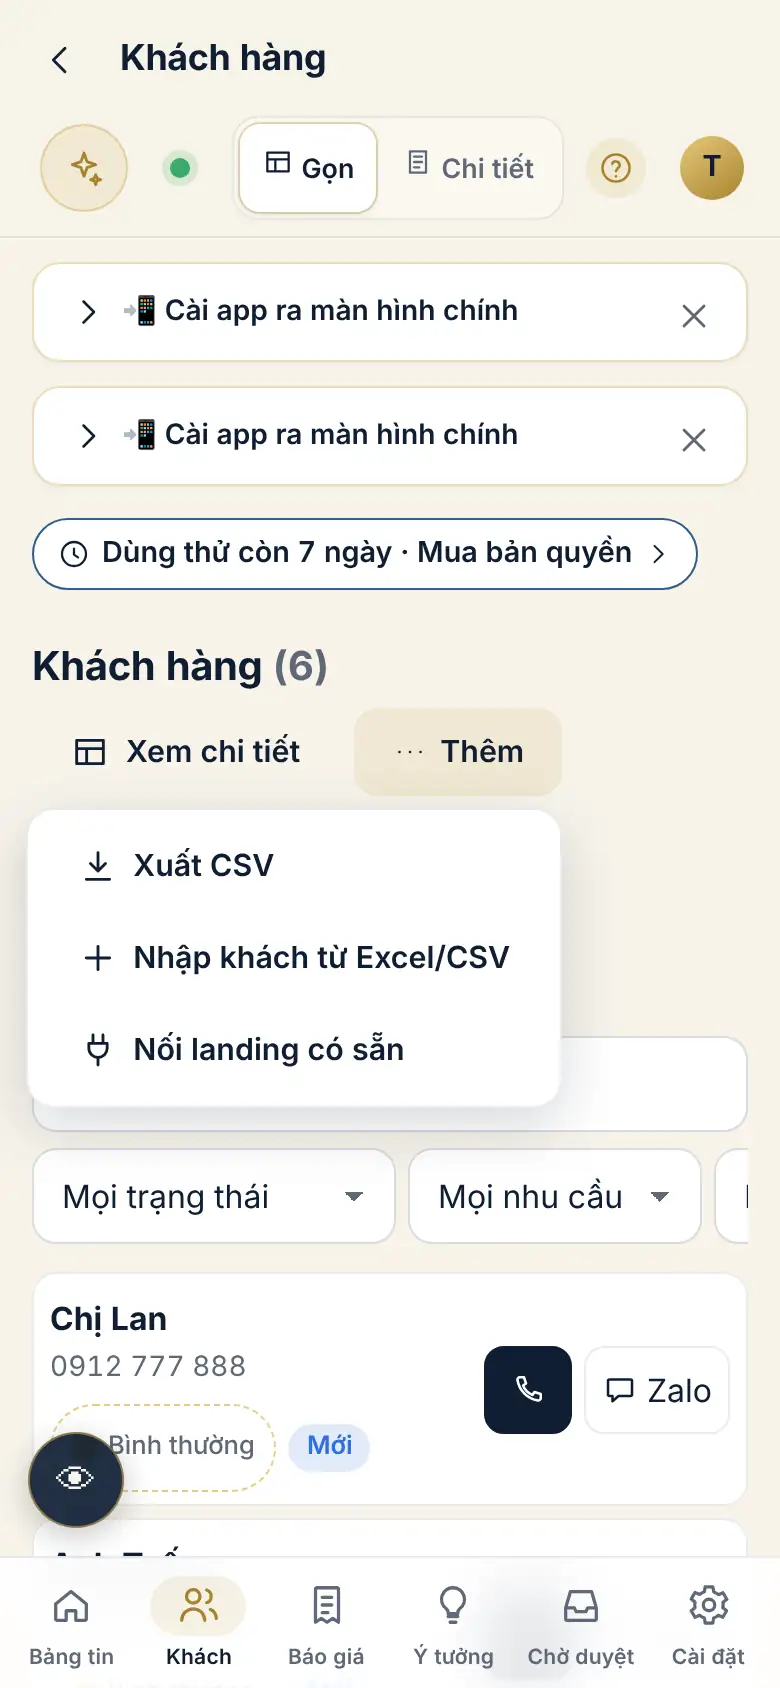 Khách hàng
Gọn
Chi tiết
T
Cài app ra màn hình chính
Cài app ra màn hình chính
Dùng thử còn 7 ngày · Mua bản quyền
Khách hàng (6)
Xem chi tiết
··· Thêm
Xuất CSV
Nhập khách từ Excel/CSV
Nối landing có sẵn
Mọi trạng thái
Mọi nhu cầu
Chị Lan
0912 777 888
Zalo
Bình thường
Mới
Bảng tin
Khách
Báo giá
Ý tưởng
Chờ duyệt
Cài đặt